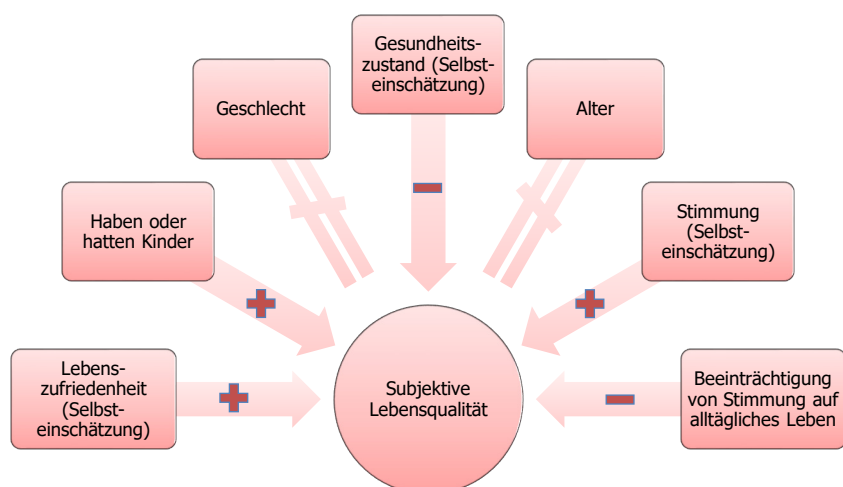 Gesundheits-
zustand (Selbst-
einschätzung)
Geschlecht
Alter
Haben oder
hatten Kinder
Stimmung
(Selbst-
einschätzung)
Lebens-
zufriedenheit
(Selbst-
einschätzung)
Subjektive
Lebensqualität
Beeinträchtigung
von Stimmung auf
alltägliches Leben